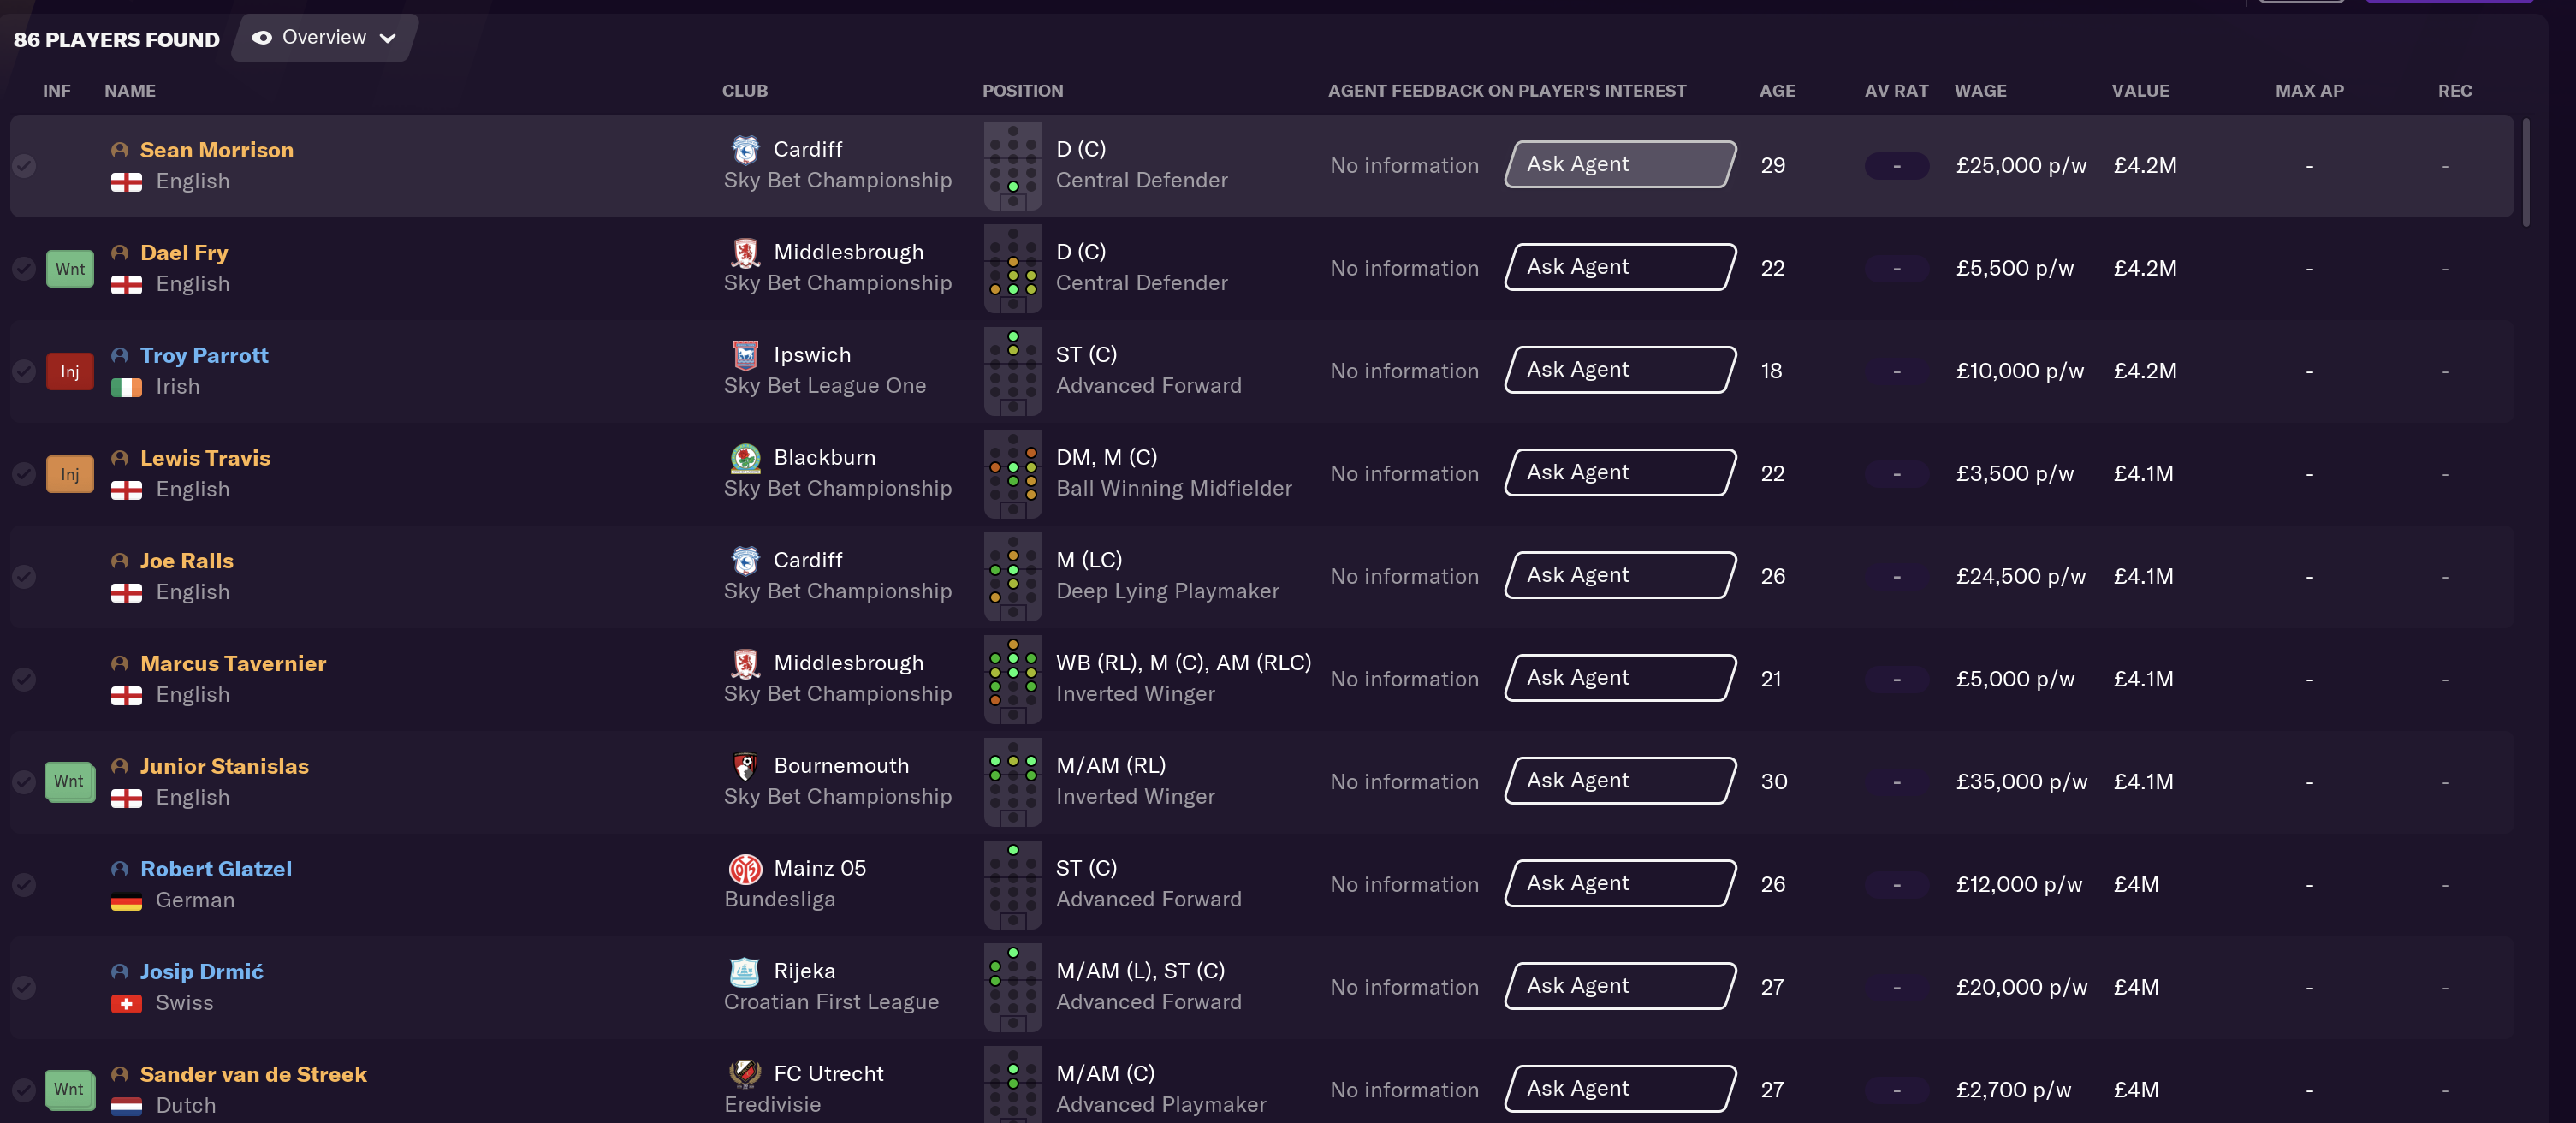 86 PLAYERS FOUND Overview
INF NAME CLUB POSITION AGENT FEEDBACK ON PLAYER'S INTEREST AGE AV RAT WAGE VALUE MAX AP REC
Sean Morrison Cardiff D (C)
No information Ask Agent 29 - £25,000 p/w £4.2M - -
English Sky Bet Championship Central Defender
Dael Fry Middlesbrough D (C)
Wnt No information Ask Agent 22 - £5,500 p/w £4.2M - -
English Sky Bet Championship Central Defender
Troy Parrott Ipswich ST (C)
Inj No information Ask Agent 18 - £10,000 p/w £4.2M - -
Irish Sky Bet League One Advanced Forward
Lewis Travis Blackburn DM, M (C)
Inj No information Ask Agent 22 - £3,500 p/w £4.1M - -
English Sky Bet Championship Ball Winning Midfielder
Joe Ralls Cardiff M (LC)
No information Ask Agent 26 - £24,500 p/w £4.1M - -
English Sky Bet Championship Deep Lying Playmaker
Marcus Tavernier Middlesbrough WB (RL), M (C), AM (RLC)
No information Ask Agent 21 - £5,000 p/w £4.1M - -
English Sky Bet Championship Inverted Winger
Junior Stanislas Bournemouth M/AM (RL)
Wnt No information Ask Agent 30 - £35,000 p/w £4.1M - -
English Sky Bet Championship Inverted Winger
Robert Glatzel Mainz 05 ST (C)
No information Ask Agent 26 - £12,000 p/w £4M - -
German Bundesliga Advanced Forward
Josip Drmić Rijeka M/AM (L), ST (C)
No information Ask Agent 27 - £20,000 p/w £4M - -
Swiss Croatian First League Advanced Forward
Sander van de Streek FC Utrecht M/AM (C)
Wnt No information Ask Agent 27 - £2,700 p/w £4M - -
Dutch Eredivisie Advanced Playmaker